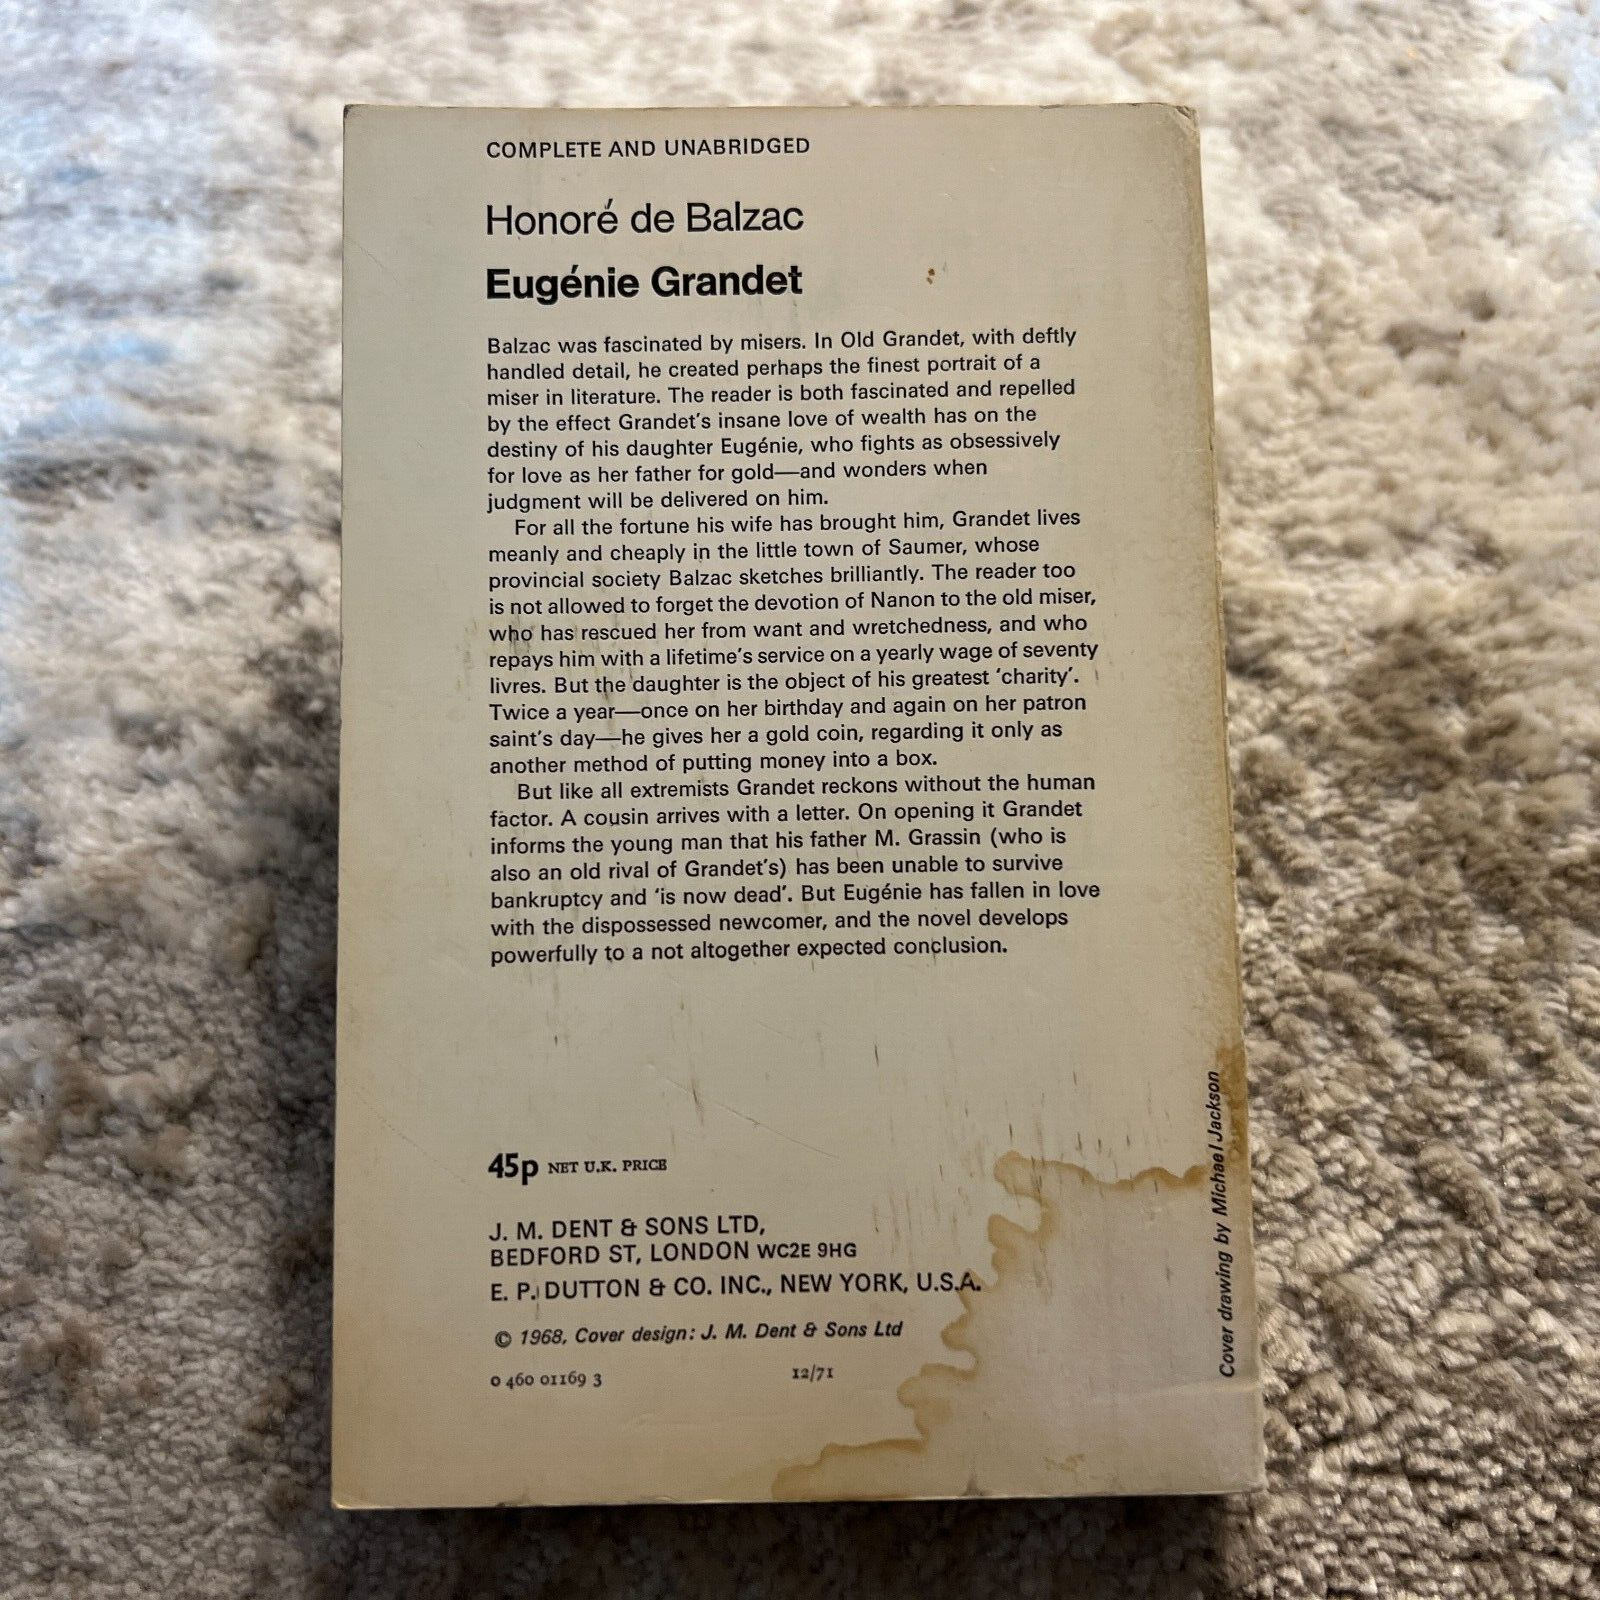 COMPLETE AND UNABRIDGED
Honoré de Balzac
Eugénie Grandet
Balzac was fascinated by misers. In Old Grandet, with deftly
handled detail, he created perhaps the finest portrait of a
miser in literature. The reader is both fascinated and repelled
by the effect Grandet's insane love of wealth has on the
destiny of his daughter Eugénie, who fights as obsessively
for love as her father for gold—and wonders when
judgment will be delivered on him.
For all the fortune his wife has brought him, Grandet lives
meanly and cheaply in the little town of Saumer, whose
provincial society Balzac sketches brilliantly. The reader too
is not allowed to forget the devotion of Nanon to the old miser,
who has rescued her from want and wretchedness, and who
repays him with a lifetime's service on a yearly wage of seventy
livres. But the daughter is the object of his greatest 'charity'.
Twice a year—once on her birthday and again on her patron
saint's day—he gives her a gold coin, regarding it only as
another method of putting money into a box.
But like all extremists Grandet reckons without the human
factor. A cousin arrives with a letter. On opening it Grandet
informs the young man that his father M. Grassin (who is
also an old rival of Grandet's) has been unable to survive
bankruptcy and 'is now dead'. But Eugénie has fallen in love
with the dispossessed newcomer, and the novel develops
powerfully to a not altogether expected conclusion.
45p NET U.K. PRICE
J. M. DENT & SONS LTD,
BEDFORD ST, LONDON WC2E 9HG
E. P. DUTTON & CO. INC., NEW YORK, U.S.A.
© 1968, Cover design: J. M. Dent & Sons Ltd
0 460 01169 3 12/71
Cover drawing by Michael Jackson